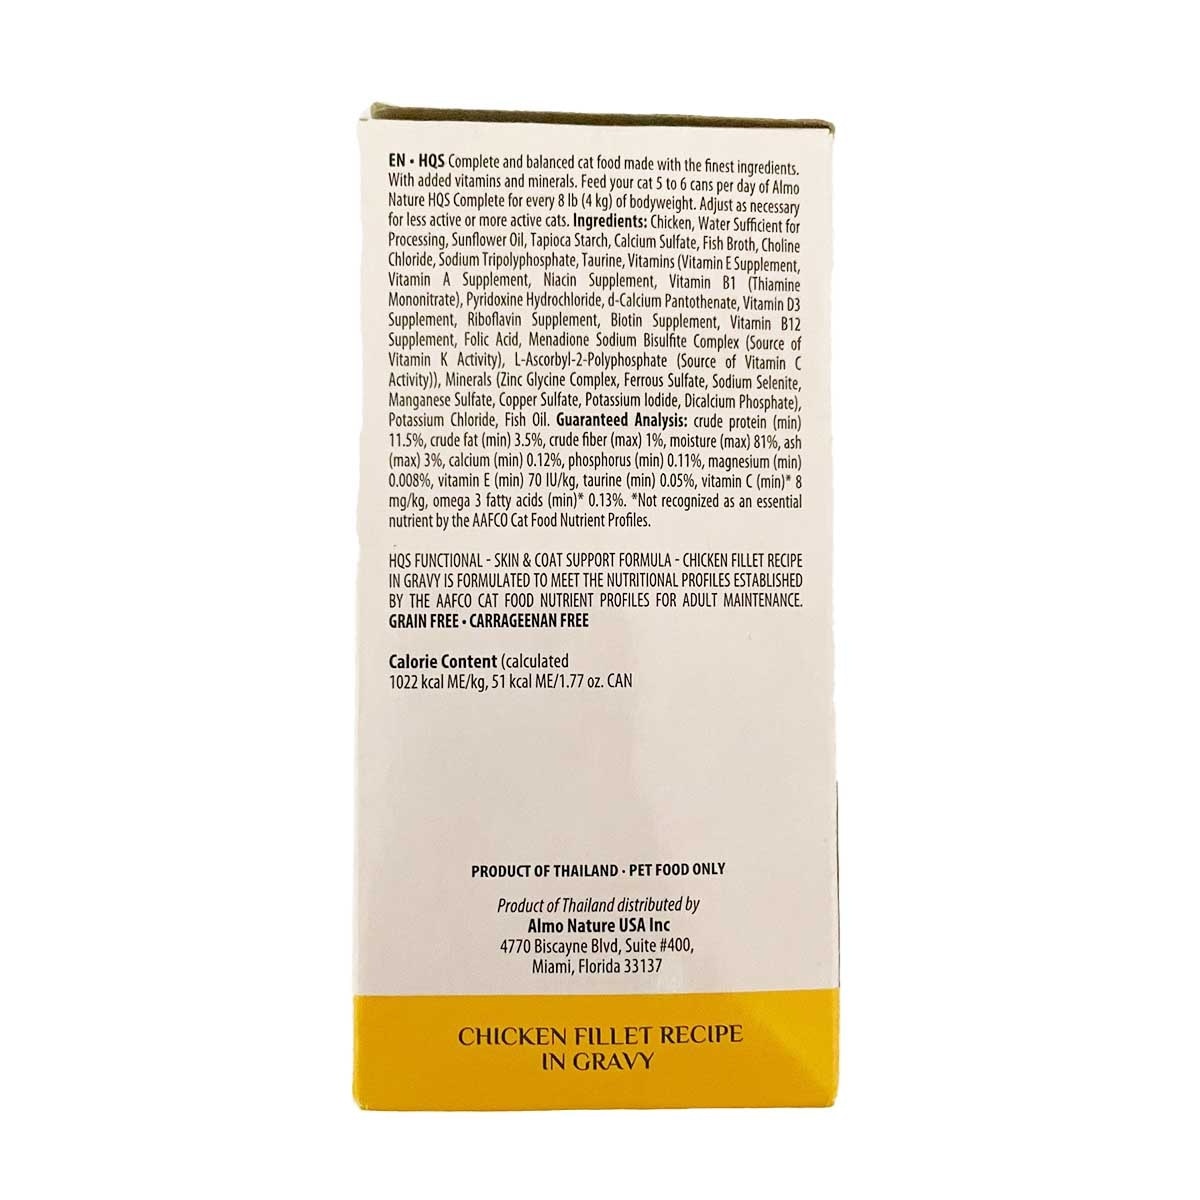 EN • HQS Complete and balanced cat food made with the finest ingredients.
With added vitamins and minerals. Feed your cat 5 to 6 cans per day of Almo
Nature HQS Complete for every 8 lb (4 kg) of bodyweight. Adjust as necessary
for less active or more active cats. Ingredients: Chicken, Water Sufficient for
Processing, Sunflower Oil, Tapioca Starch, Calcium Sulfate, Fish Broth, Choline
Chloride, Sodium Tripolyphosphate, Taurine, Vitamins (Vitamin E Supplement,
Vitamin A Supplement, Niacin Supplement, Vitamin B1 (Thiamine
Mononitrate), Pyridoxine Hydrochloride, d-Calcium Pantothenate, Vitamin D3
Supplement, Riboflavin Supplement, Biotin Supplement, Vitamin B12
Supplement, Folic Acid, Menadione Sodium Bisulfite Complex (Source of
Vitamin K Activity), L-Ascorbyl-2-Polyphosphate (Source of Vitamin C
Activity)), Minerals (Zinc Glycine Complex, Ferrous Sulfate, Sodium Selenite,
Manganese Sulfate, Copper Sulfate, Potassium Iodide, Dicalcium Phosphate),
Potassium Chloride, Fish Oil. Guaranteed Analysis: crude protein (min)
11.5%, crude fat (min) 3.5%, crude fiber (max) 1%, moisture (max) 81%, ash
(max) 3%, calcium (min) 0.12%, phosphorus (min) 0.11%, magnesium (min)
0.008%, vitamin E (min) 70 IU/kg, taurine (min) 0.05%, vitamin C (min)* 8
mg/kg, omega 3 fatty acids (min)* 0.13%. *Not recognized as an essential
nutrient by the AAFCO Cat Food Nutrient Profiles.
HQS FUNCTIONAL - SKIN & COAT SUPPORT FORMULA - CHICKEN FILLET RECIPE
IN GRAVY IS FORMULATED TO MEET THE NUTRITIONAL PROFILES ESTABLISHED
BY THE AAFCO CAT FOOD NUTRIENT PROFILES FOR ADULT MAINTENANCE.
GRAIN FREE • CARRAGEENAN FREE
Calorie Content (calculated
1022 kcal ME/kg, 51 kcal ME/1.77 oz. CAN
PRODUCT OF THAILAND · PET FOOD ONLY
Product of Thailand distributed by
Almo Nature USA Inc
4770 Biscayne Blvd, Suite #400,
Miami, Florida 33137
CHICKEN FILLET RECIPE
IN GRAVY